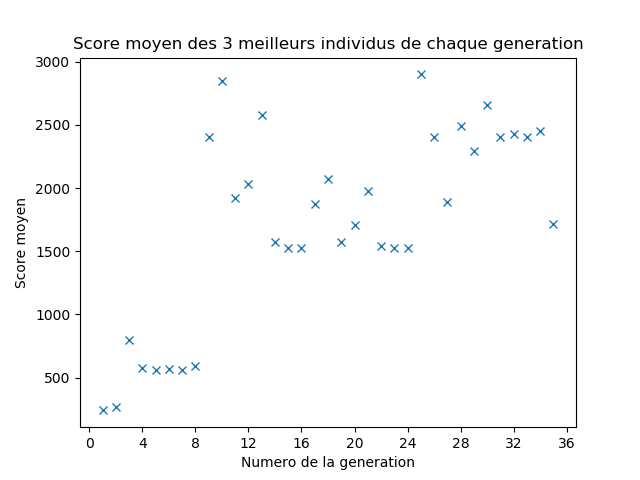 Score moyen des 3 meilleurs individus de chaque generation
3000
2500
2000
1500
1000
500
Score moyen
0 4 8 12 16 20 24 28 32 36
Numero de la generation